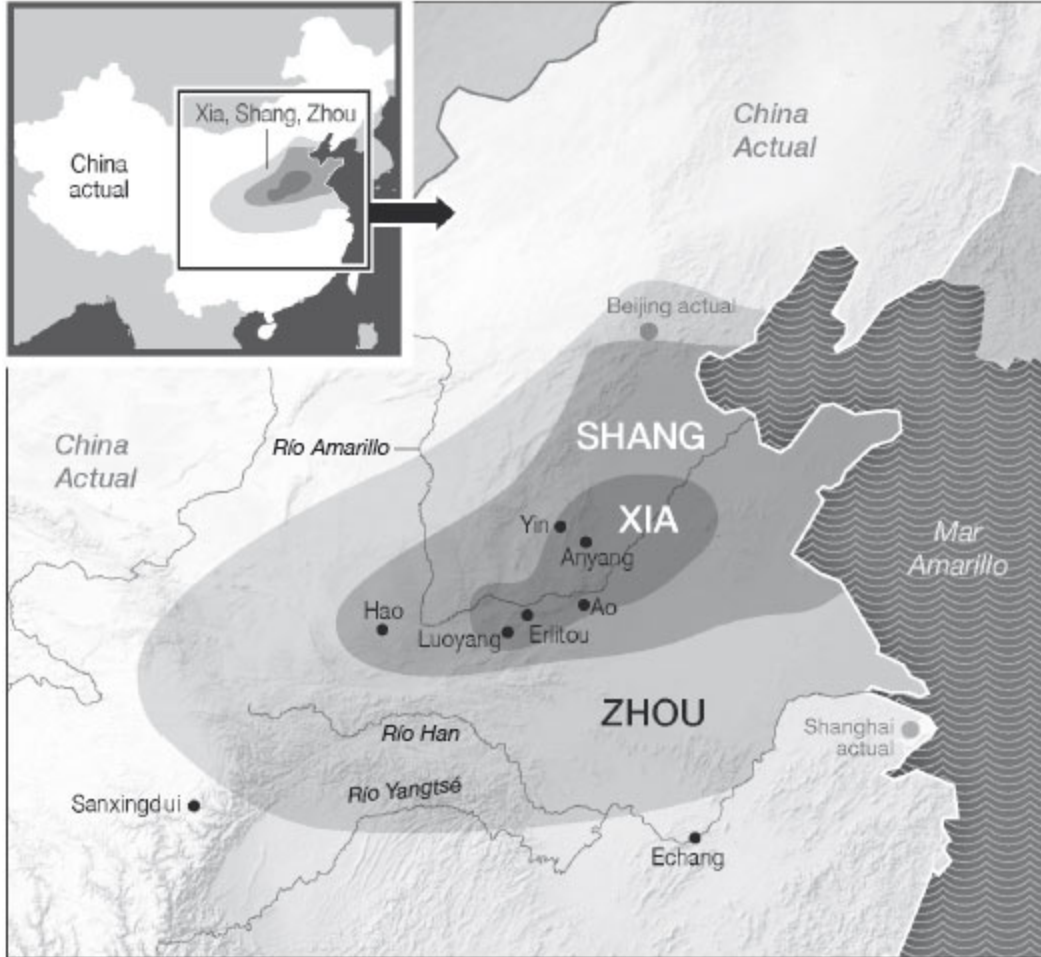 Xia, Shang, Zhou
China
actual
China
Actual
Beijing actual
SHANG
China
Actual
Río Amarillo
XIA
Yin
Anyang
Mar
Amarillo
Hao
Ao
Luoyang
Erlitou
ZHOU
Río Han
Shanghai
actual
Río Yangtsé
Sanxingdui
Echang